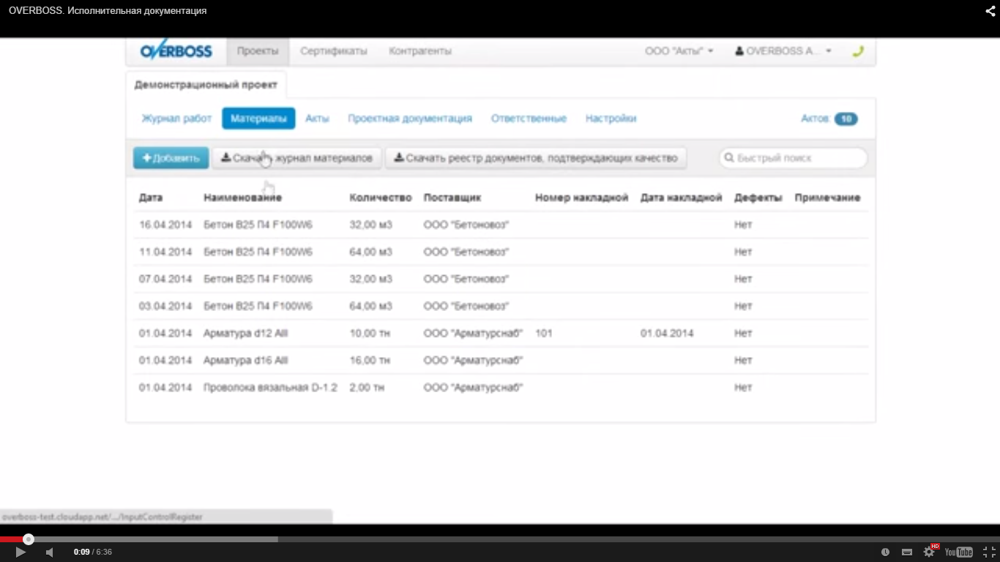 OVERBOSS. Исполнительная документация
OVERBOSS Проекты Сертификаты Контрагенты ООО "Акты" OVERBOSS A...
Демонстрационный проект
Журнал работ Материалы Акты Проектная документация Ответственные Настройки Актов 10
+Добавить Скачать журнал материалов Скачать реестр документов, подтверждающих качество Быстрый поиск
Дата Наименование Количество Поставщик Номер накладной Дата накладной Дефекты Примечание
16.04.2014 Бетон В25 П4 F100W6 32,00 м3 ООО "Бетоновоз" Нет
11.04.2014 Бетон В25 П4 F100W6 64,00 м3 ООО "Бетоновоз" Нет
07.04.2014 Бетон В25 П4 F100W6 32,00 м3 ООО "Бетоновоз" Нет
03.04.2014 Бетон В25 П4 F100W6 64,00 м3 ООО "Бетоновоз" Нет
01.04.2014 Арматура d12 AIII 10,00 тн ООО "Арматурснаб" 101 01.04.2014 Нет
01.04.2014 Арматура d16 AIII 16,00 тн ООО "Арматурснаб" Нет
01.04.2014 Проволока вязальная D-1.2 2,00 тн ООО "Арматурснаб" Нет
overboss-test.cloudapp.net/.../InputControlRegister
0:09 / 6:36 HD YouTube